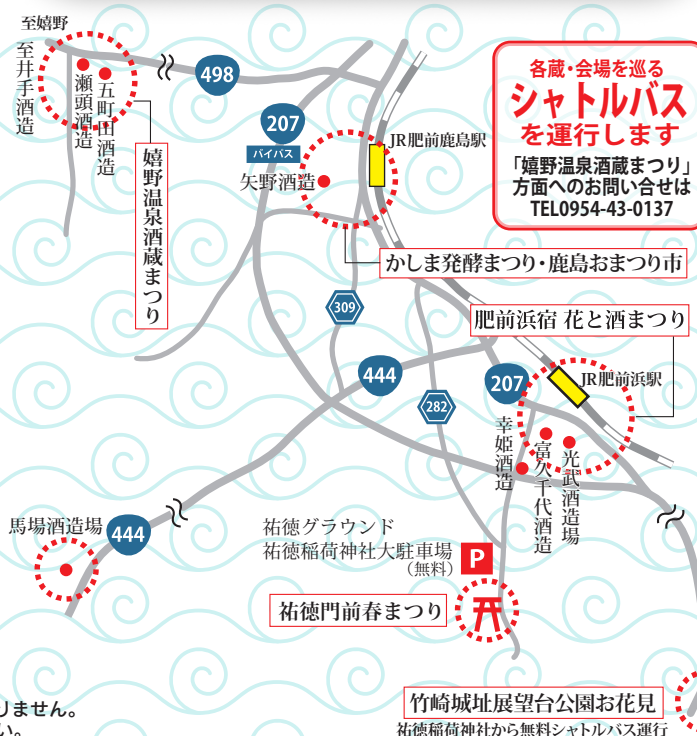 至嬉野
至井手酒造
瀬頭酒造
五町田酒造
498
207
バイパス
矢野酒造
JR肥前鹿島駅
各蔵・会場を巡る
シャトルバス
を運行します
「嬉野温泉酒蔵まつり」
方面へのお問い合せは
TEL0954-43-0137
嬉野温泉酒蔵まつり
かしま発酵まつり・鹿島おまつり市
309
肥前浜宿 花と酒まつり
444
282
207
JR肥前浜駅
幸姫酒造
富久千代酒造
光武酒造場
馬場酒造場
444
祐徳グラウンド
祐徳稲荷神社大駐車場
（無料）
P
祐徳門前春まつり
りません。
い。
竹崎城址展望台公園お花見
祐徳稲荷神社から無料シャトルバス運行